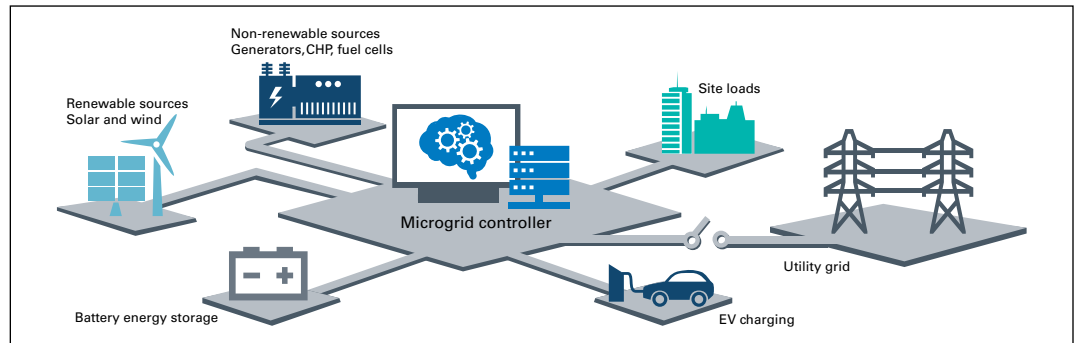 Non-renewable sources
Generators, CHP, fuel cells
Renewable sources
Solar and wind
Site loads
Microgrid controller
Utility grid
Battery energy storage
EV charging